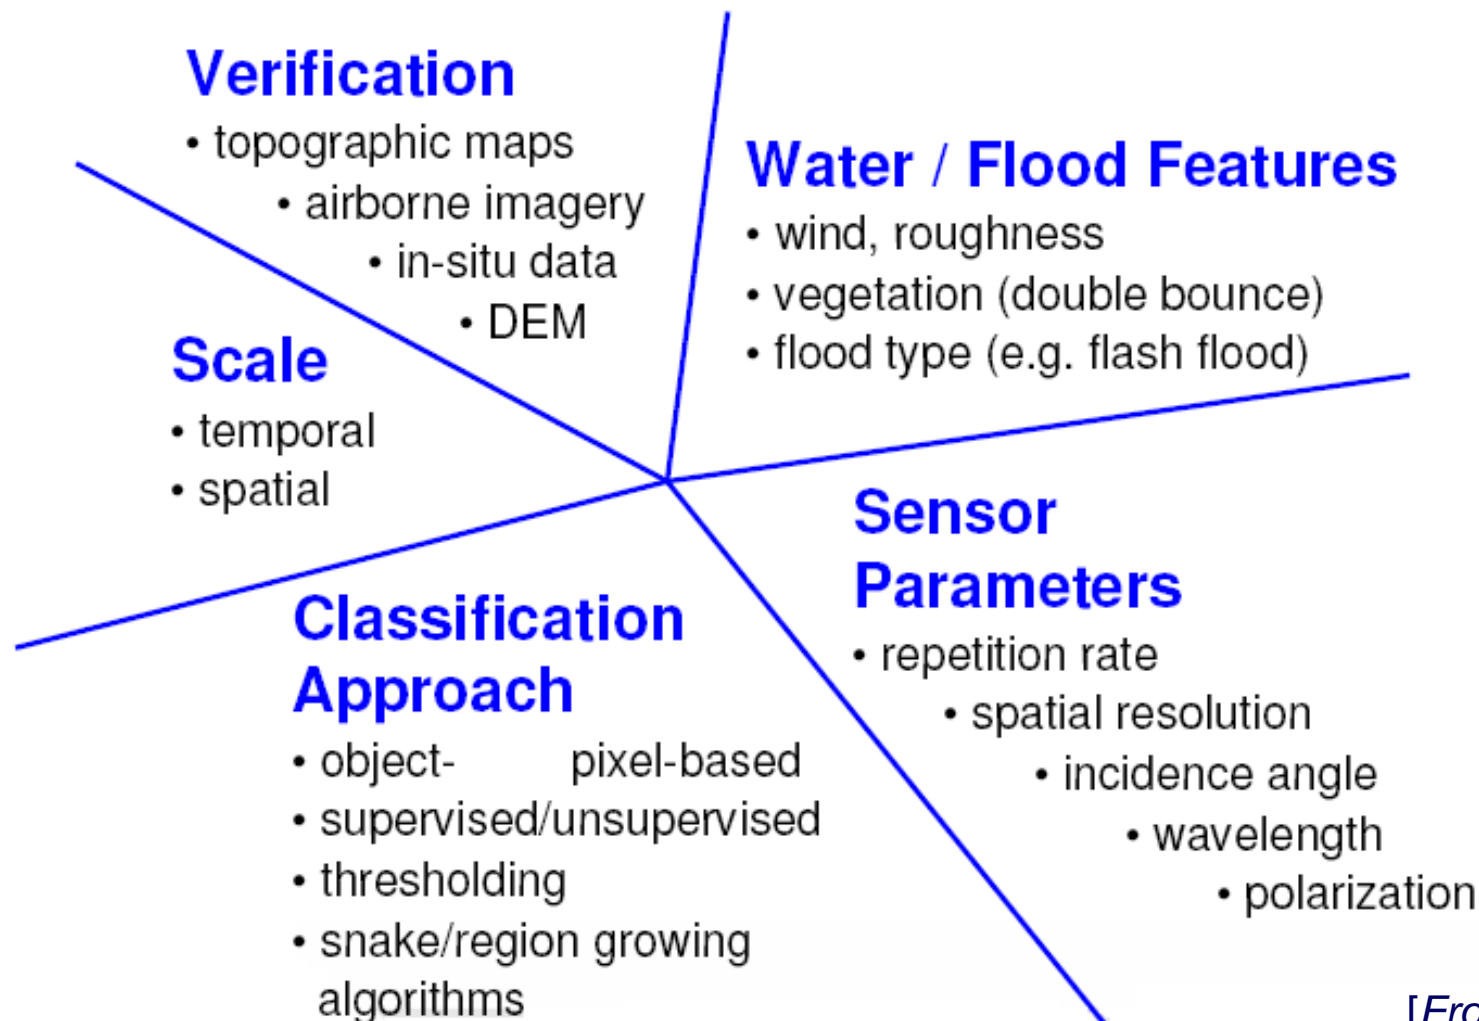 Verification
• topographic maps
• airborne imagery
• in-situ data
• DEM
Water / Flood Features
• wind, roughness
• vegetation (double bounce)
• flood type (e.g. flash flood)
Scale
• temporal
• spatial
Sensor
Parameters
• repetition rate
• spatial resolution
• incidence angle
• wavelength
• polarization
Classification
Approach
• object- pixel-based
• supervised/unsupervised
• thresholding
• snake/region growing
algorithms